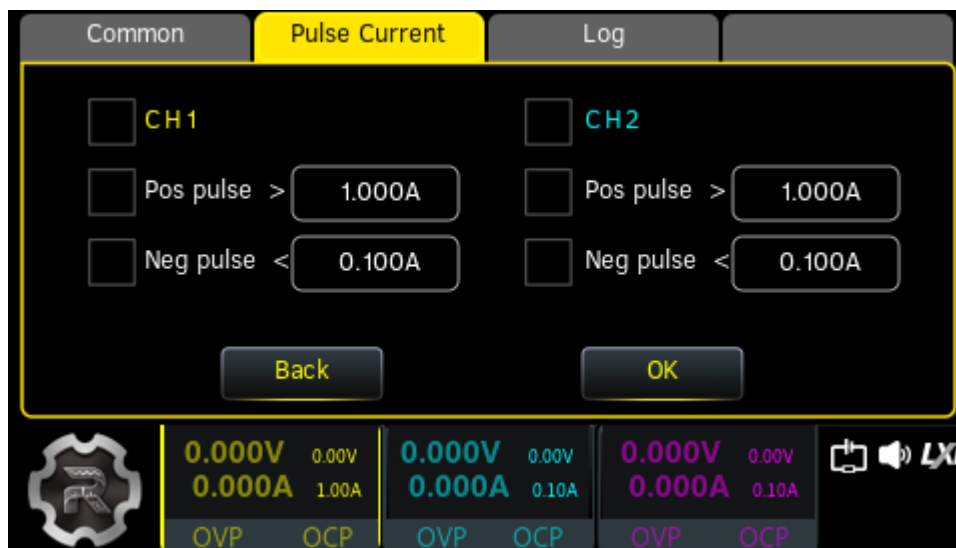 Common Pulse Current Log
CH1 CH2
Pos pulse > 1.000A Pos pulse > 1.000A
Neg pulse < 0.100A Neg pulse < 0.100A
Back OK
0.000V 0.00V 0.000V 0.00V 0.000V 0.00V
0.000A 1.00A 0.000A 0.10A 0.000A 0.10A
OVP OCP OVP OCP OVP OCP
R
LXI